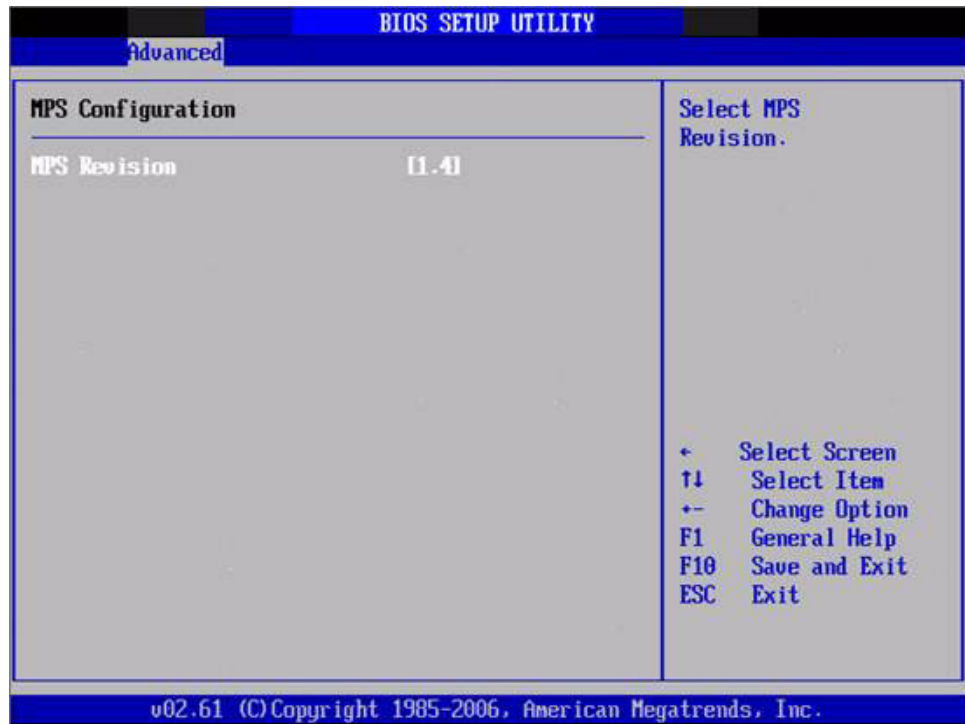 BIOS SETUP UTILITY
Advanced
MPS Configuration
MPS Revision [1.4]
Select MPS
Revision.
← Select Screen
↑↓ Select Item
+- Change Option
F1 General Help
F10 Save and Exit
ESC Exit
v02.61 (C)Copyright 1985-2006, American Megatrends, Inc.